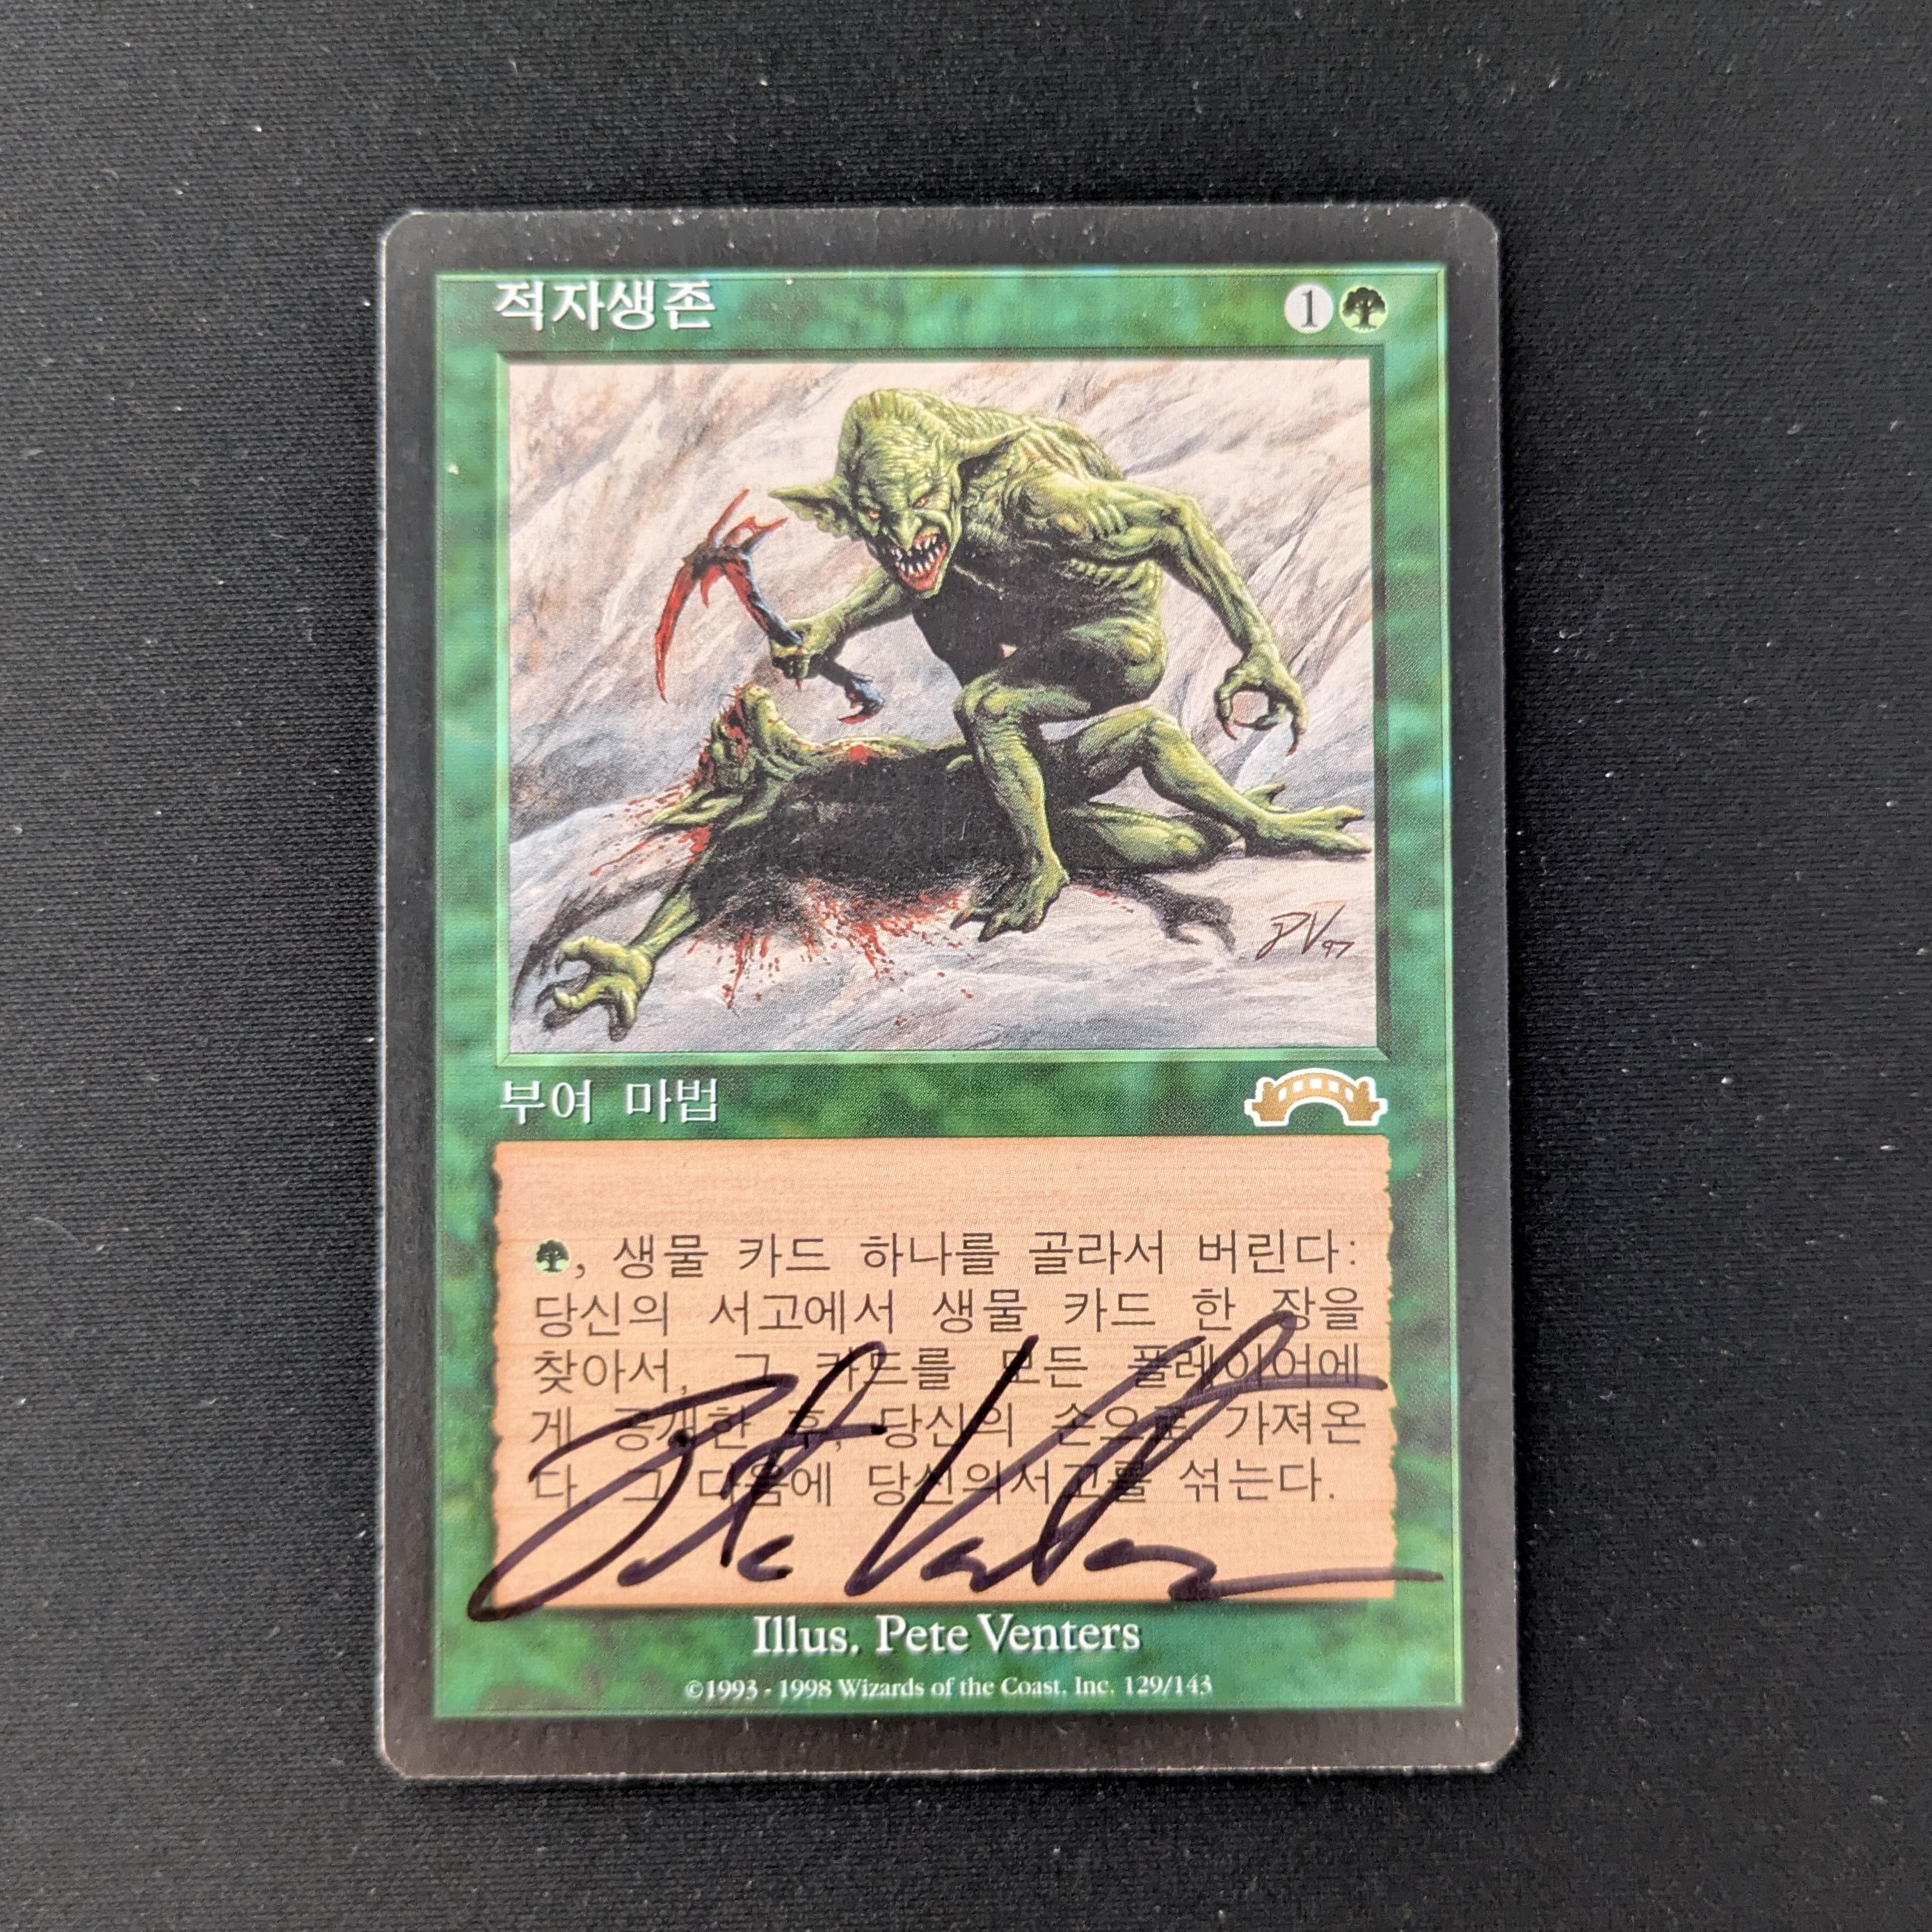 적자생존
1
PV97
부여 마법
, 생물 카드 하나를 골라서 버린다:
당신의 서고에서 생물 카드 한 장을
찾아서, 그 카드를 모든 플레이어에
게 공개한 후, 당신의 손으로 가져온
다 그 다음에 당신의서고를 섞는다.
Pete Venters
Illus. Pete Venters
©1993 - 1998 Wizards of the Coast, Inc. 129/143